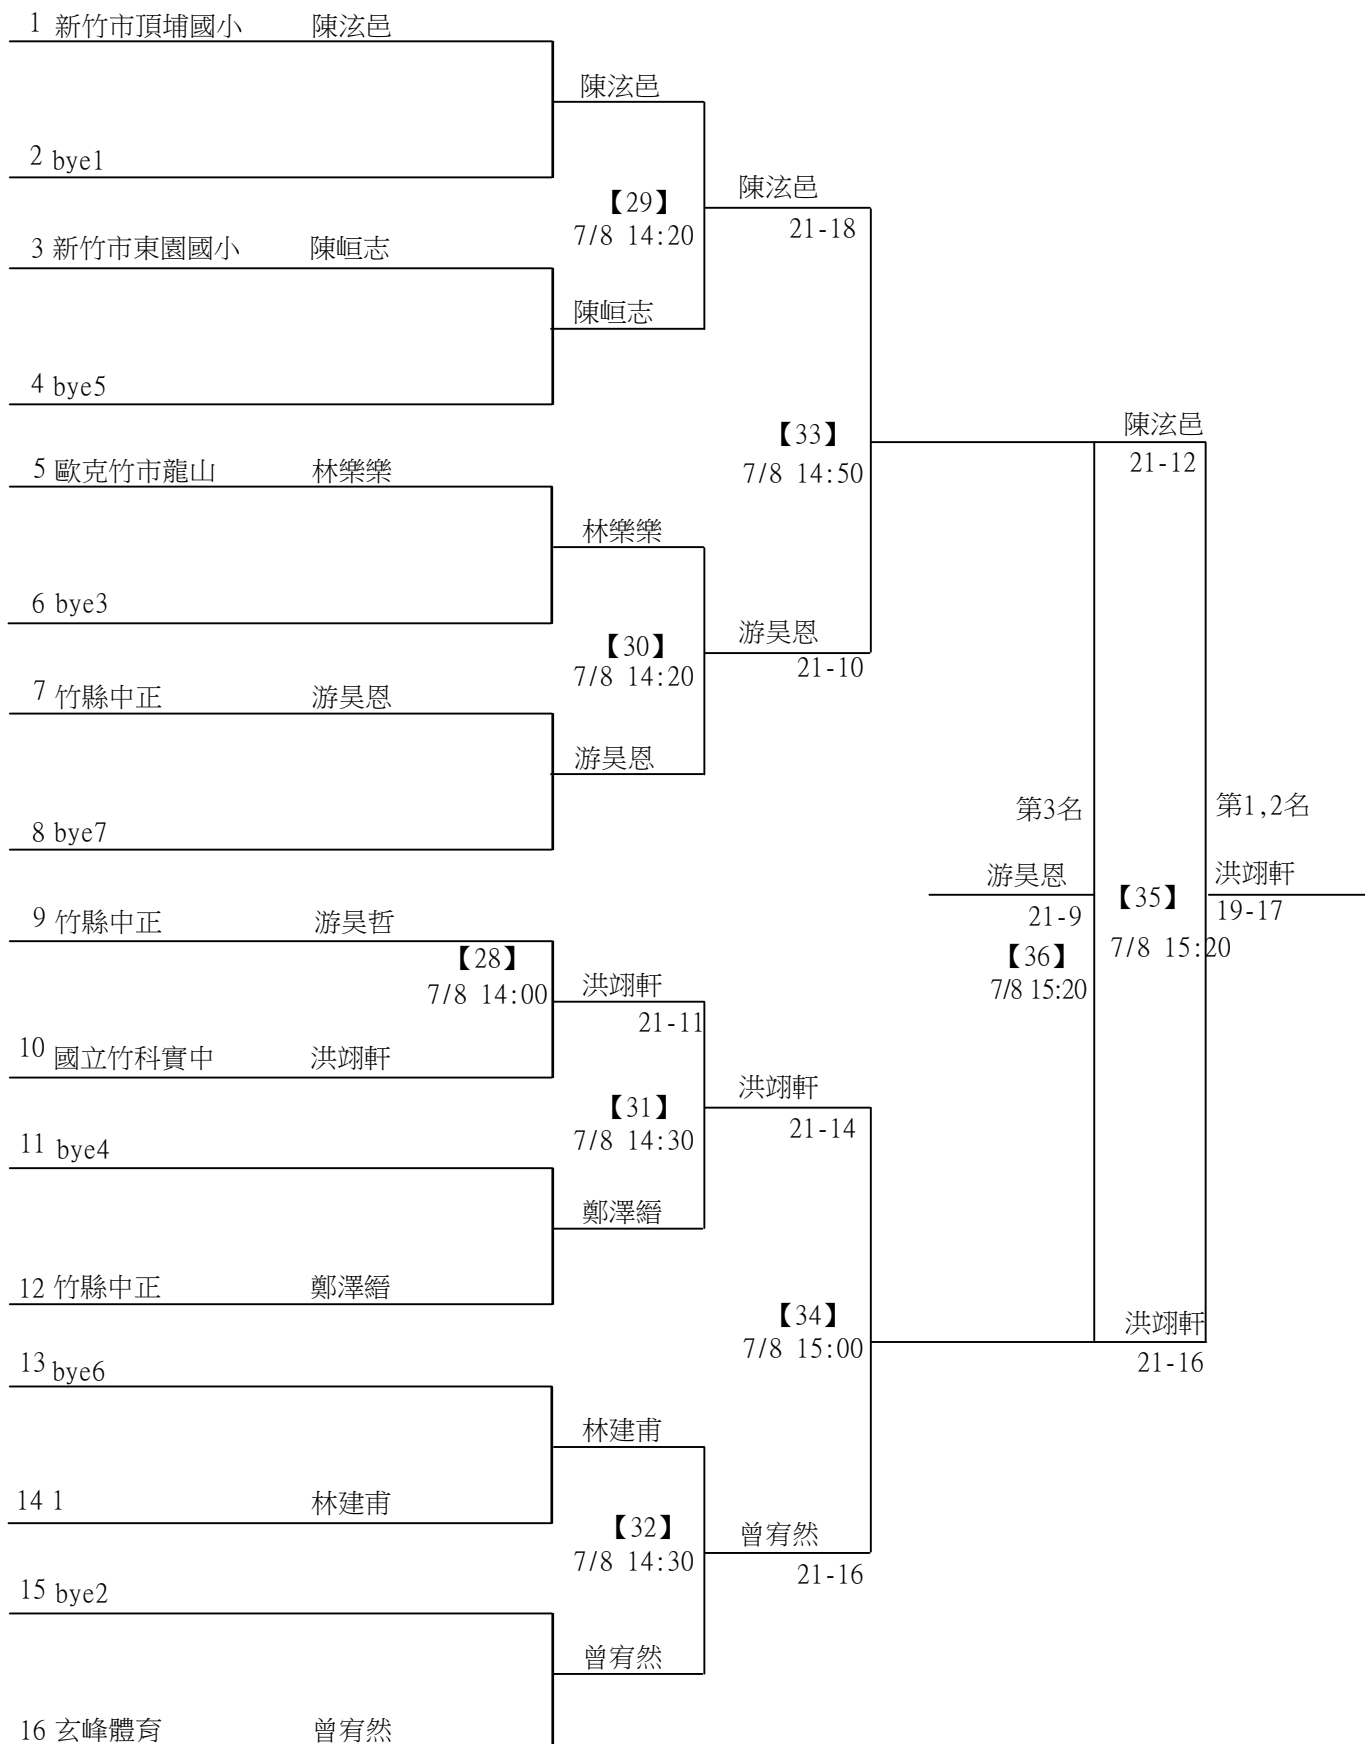 1 新竹市頂埔國小 陳泫邑
陳泫邑
2 bye1
陳泫邑
【29】
21-18
7/8 14:20
3 新竹市東園國小 陳峘志
陳峘志
4 bye5
陳泫邑
【33】
21-12
7/8 14:50
5 歐克竹市龍山 林樂樂
林樂樂
6 bye3
游昊恩
【30】
21-10
7/8 14:20
7 竹縣中正 游昊恩
游昊恩
第3名
第1,2名
8 bye7
游昊恩
洪翊軒
【35】
21-9
19-17
9 竹縣中正 游昊哲
7/8 15:20
【28】
【36】
7/8 14:00
洪翊軒
7/8 15:20
21-11
10 國立竹科實中 洪翊軒
洪翊軒
【31】
21-14
7/8 14:30
11 bye4
鄭澤縉
12 竹縣中正 鄭澤縉
【34】
洪翊軒
7/8 15:00
21-16
13 bye6
林建甫
14 1 林建甫
【32】
曾宥然
7/8 14:30
21-16
15 bye2
曾宥然
16 玄峰體育 曾宥然